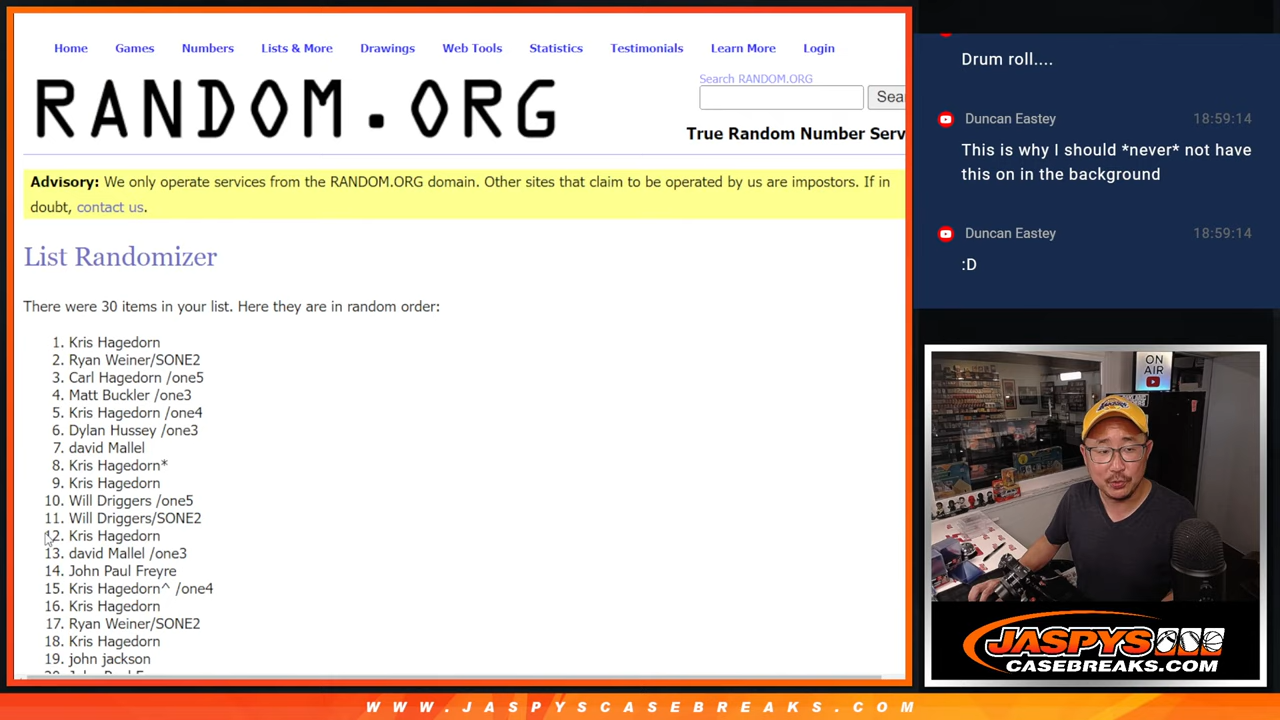 Home Games Numbers Lists & More Drawings Web Tools Statistics Testimonials Learn More Login
RANDOM.ORG
Search RANDOM.ORG
Sea
True Random Number Serv
Advisory: We only operate services from the RANDOM.ORG domain. Other sites that claim to be operated by us are impostors. If in
doubt, contact us.
List Randomizer
There were 30 items in your list. Here they are in random order:
1. Kris Hagedorn
2. Ryan Weiner/SONE2
3. Carl Hagedorn /one5
4. Matt Buckler /one3
5. Kris Hagedorn /one4
6. Dylan Hussey /one3
7. david Mallel
8. Kris Hagedorn*
9. Kris Hagedorn
10. Will Driggers /one5
11. Will Driggers/SONE2
12. Kris Hagedorn
13. david Mallel /one3
14. John Paul Freyre
15. Kris Hagedorn^ /one4
16. Kris Hagedorn
17. Ryan Weiner/SONE2
18. Kris Hagedorn
19. john jackson
Drum roll....
Duncan Eastey 18:59:14
This is why I should *never* not have
this on in the background
Duncan Eastey 18:59:14
:D
ON
AIR
JASPYS
CASEBREAKS.COM
WWW.JASPYSCASEBREAKS.COM